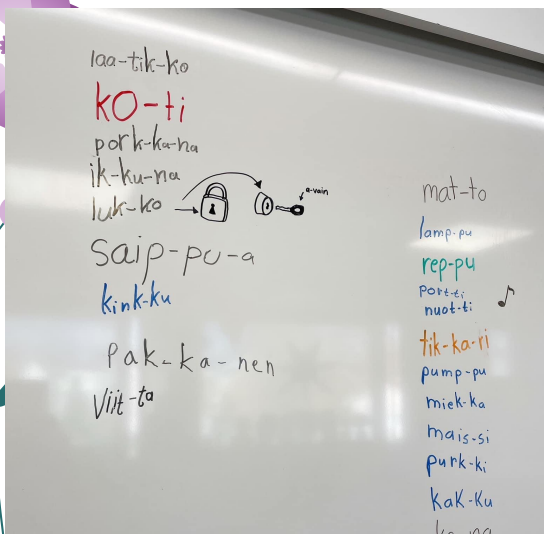 laa-tik-ko
KO-ti
pork-ka-na
ik-ku-na
luk-ko
a-vain
saip-pu-a
kink-ku
Pak-ka-nen
Viit-ta
mat-to
lamp-pu
rep-pu
port-ti
nuot-ti
tik-ka-ri
pump-pu
miek-ka
mais-si
purk-ki
kaK-Ku